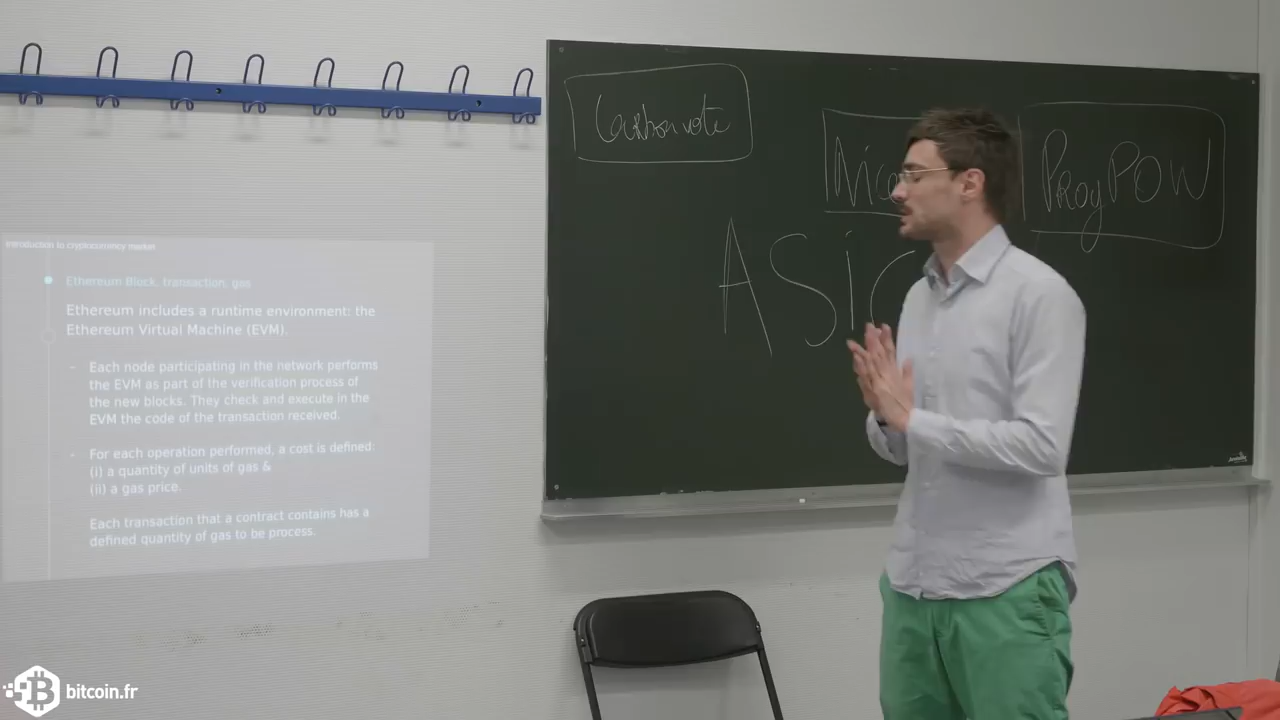 introduction to cryptocurrency market
Ethereum Block, transaction, gas
Ethereum includes a runtime environment: the
Ethereum Virtual Machine (EVM).
- Each node participating in the network performs
the EVM as part of the verification process of
the new blocks. They check and execute in the
EVM the code of the transaction received.
- For each operation performed, a cost is defined:
(i) a quantity of units of gas &
(ii) a gas price.
Each transaction that a contract contains has a
defined quantity of gas to be process.
Carbonvote
ProgPOW
ASIC
bitcoin.fr